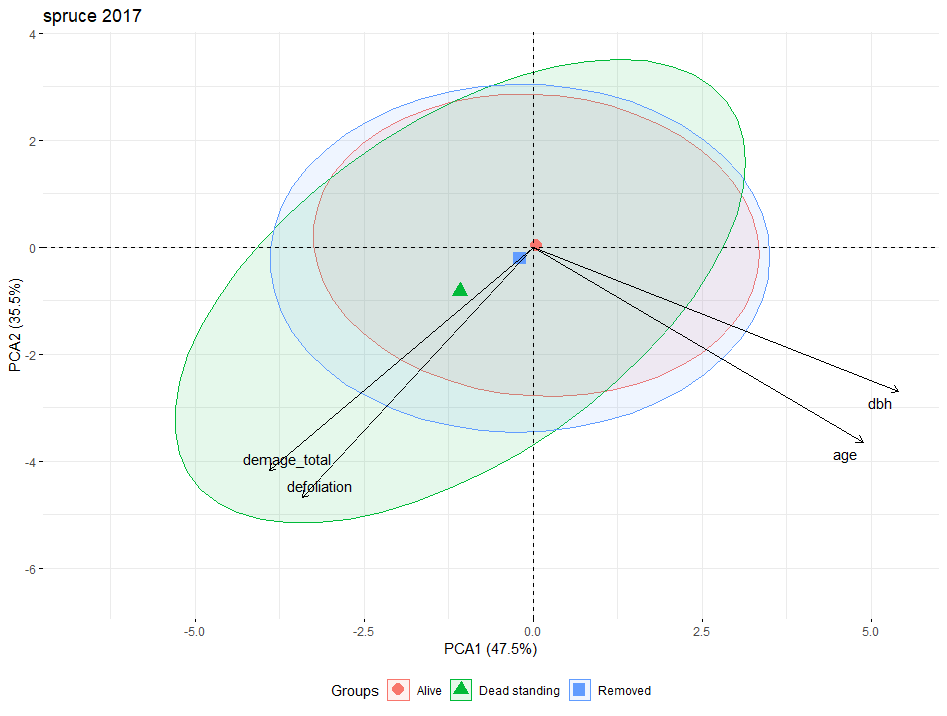 spruce 2017
4
2
0
-2
-4
-6
PCA2 (35.5%)
dbh
age
demage_total
defoliation
-5.0 -2.5 0.0 2.5 5.0
PCA1 (47.5%)
Groups Alive Dead standing Removed